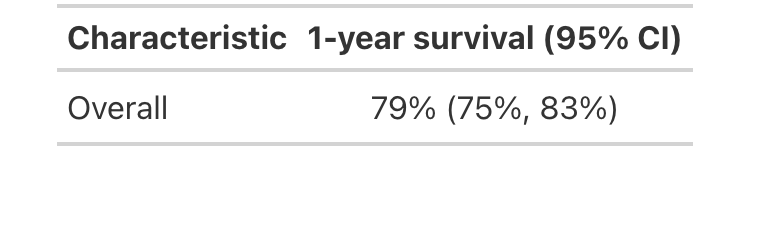 Characteristic 1-year survival (95% CI)
Overall 79% (75%, 83%)